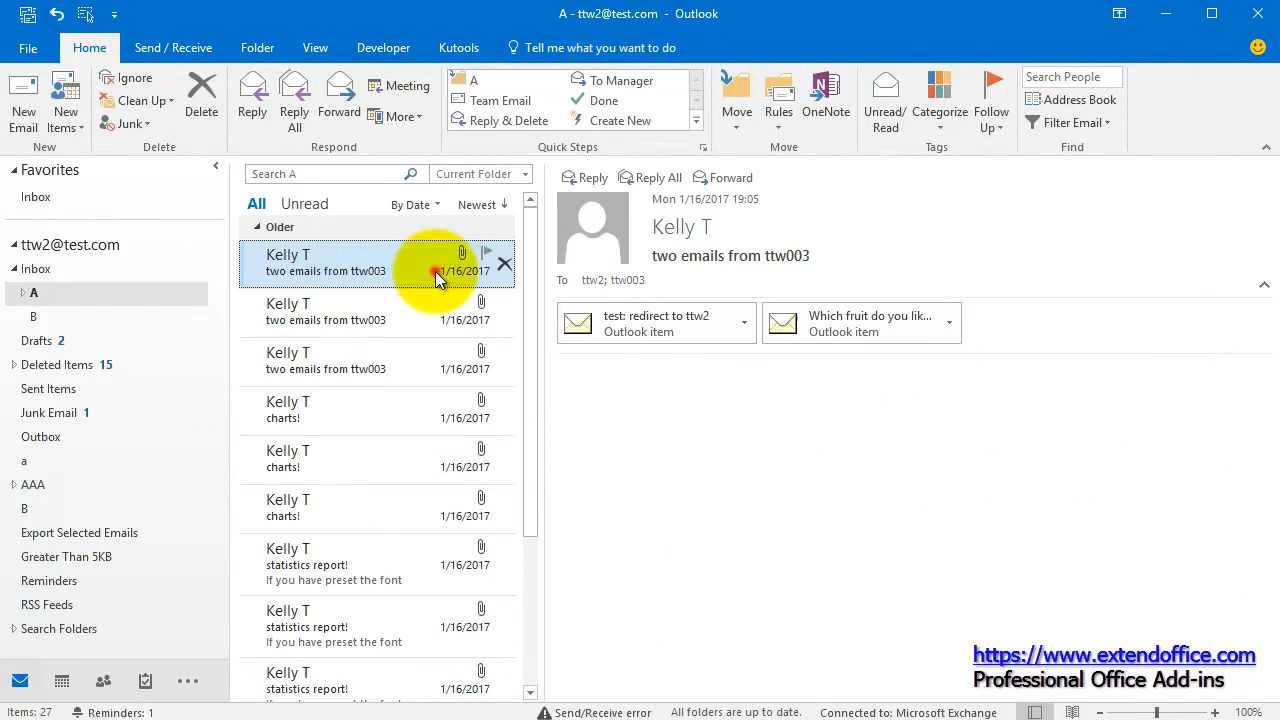 A - ttw2@test.com - Outlook
File Home Send / Receive Folder View Developer Kutools Tell me what you want to do
New Email
New Items
Ignore
Clean Up
Junk
Delete
Reply
Reply All
Forward
Meeting
More
A
Team Email
Reply & Delete
To Manager
Done
Create New
Move
Rules
OneNote
Unread/ Read
Categorize
Follow Up
Search People
Address Book
Filter Email
New Delete Respond Quick Steps Move Tags Find
Favorites
Inbox
ttw2@test.com
Inbox
A
B
Drafts 2
Deleted Items 15
Sent Items
Junk Email 1
Outbox
a
AAA
B
Export Selected Emails
Greater Than 5KB
Reminders
RSS Feeds
Search Folders
Search A Current Folder
All Unread By Date Newest
Older
Kelly T
two emails from ttw003 1/16/2017
Kelly T
two emails from ttw003 1/16/2017
Kelly T
two emails from ttw003 1/16/2017
Kelly T
charts! 1/16/2017
Kelly T
charts! 1/16/2017
Kelly T
charts! 1/16/2017
Kelly T
statistics report! 1/16/2017
If you have preset the font
Kelly T
statistics report! 1/16/2017
If you have preset the font
Kelly T
statistics report! 1/16/2017
Reply Reply All Forward
Mon 1/16/2017 19:05
Kelly T
two emails from ttw003
To ttw2; ttw003
test: redirect to ttw2
Outlook item
Which fruit do you lik...
Outlook item
https://www.extendoffice.com
Professional Office Add-ins
Items: 27 Reminders: 1 Send/Receive error All folders are up to date. Connected to: Microsoft Exchange 100%